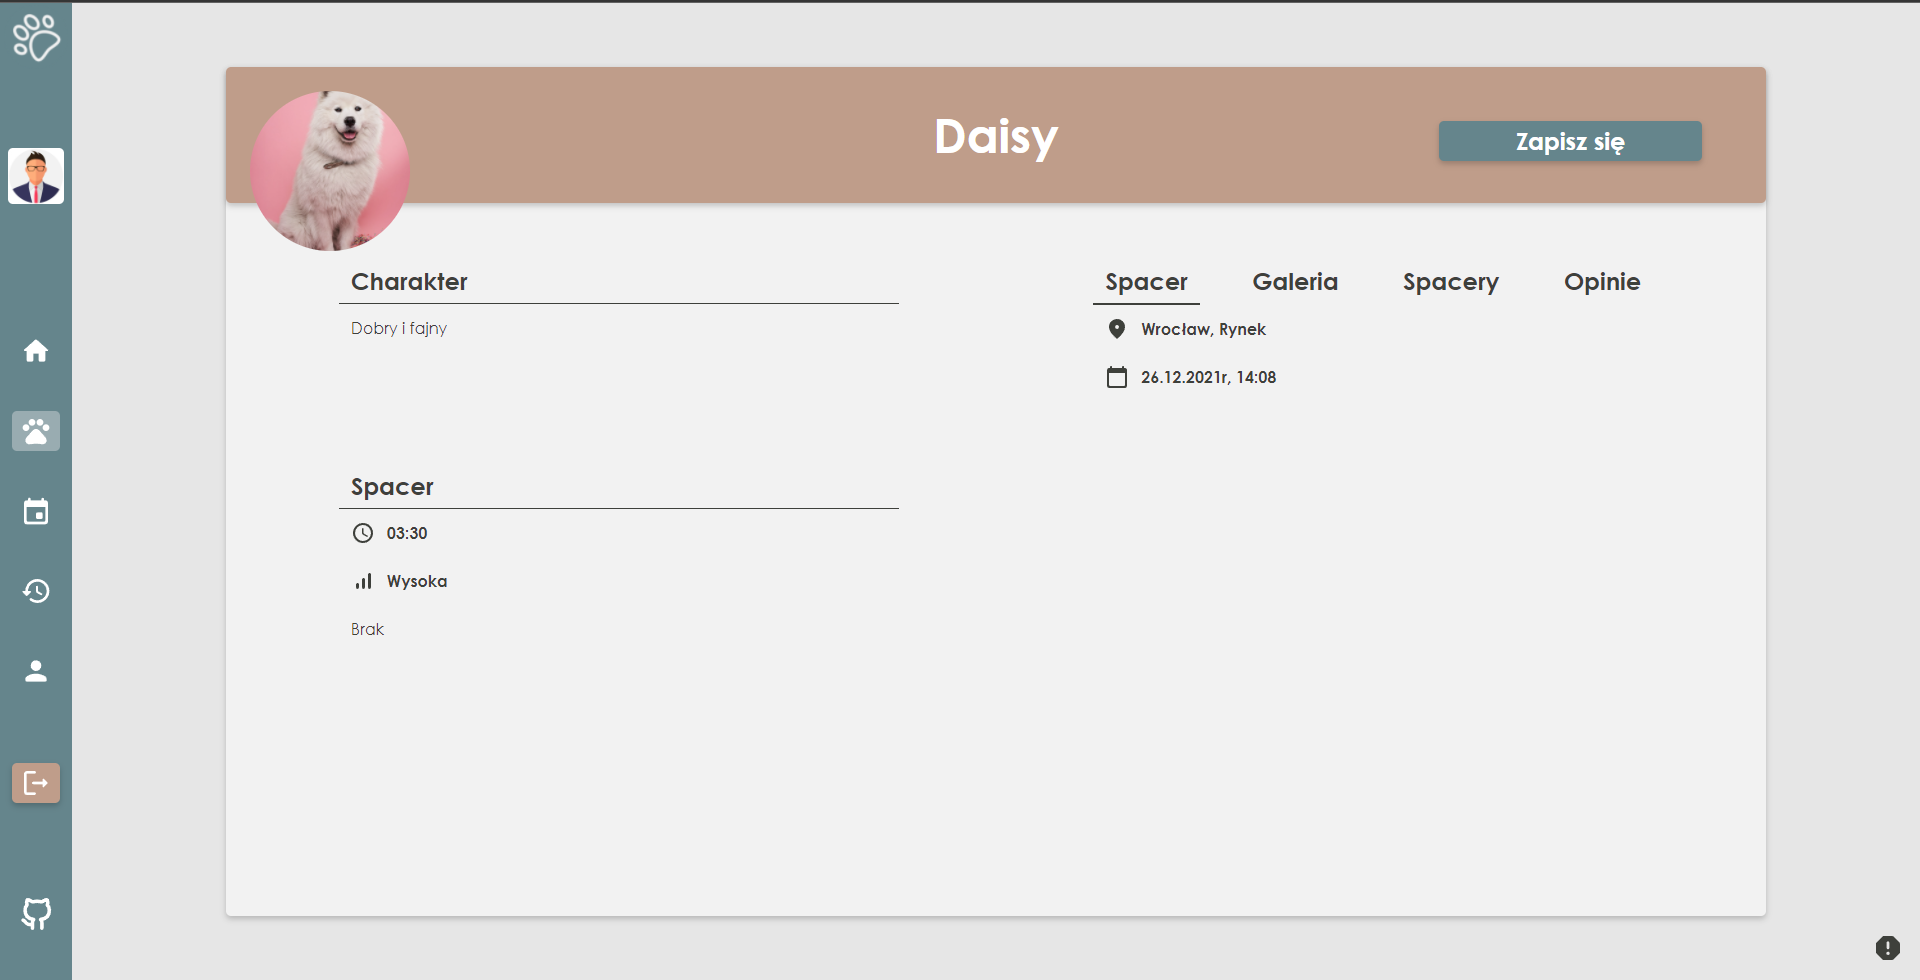 Daisy
Zapisz się
Charakter
Dobry i fajny
Spacer
03:30
Wysoka
Brak
Spacer Galeria Spacery Opinie
Wrocław, Rynek
26.12.2021r, 14:08